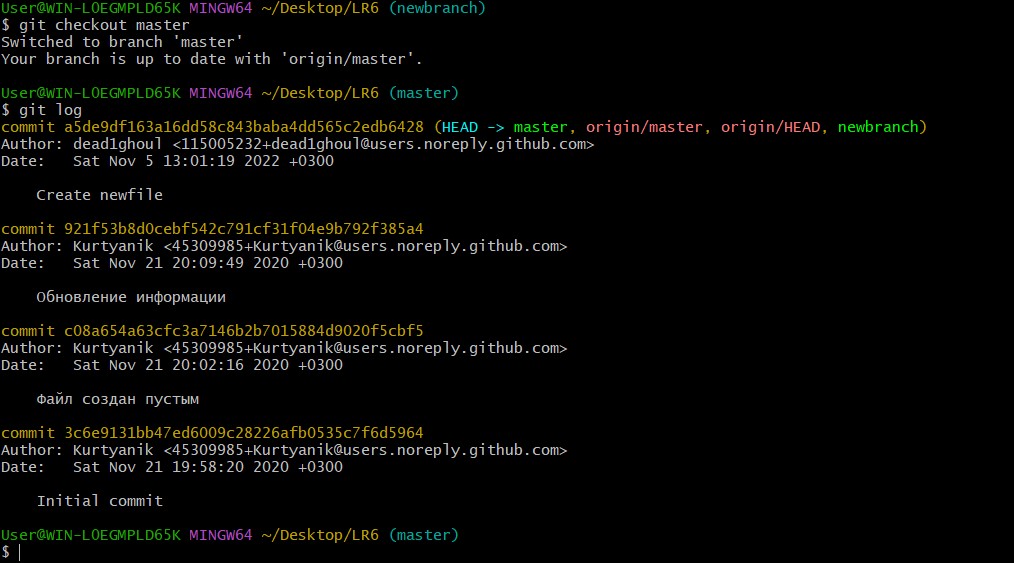 User@WIN-L0EGMPLD65K MINGW64 ~/Desktop/LR6 (newbranch)
$ git checkout master
Switched to branch 'master'
Your branch is up to date with 'origin/master'.
User@WIN-L0EGMPLD65K MINGW64 ~/Desktop/LR6 (master)
$ git log
commit a5de9df163a16dd58c843baba4dd565c2edb6428 (HEAD -> master, origin/master, origin/HEAD, newbranch)
Author: dead1ghoul <115005232+dead1ghoul@users.noreply.github.com>
Date:   Sat Nov 5 13:01:19 2022 +0300
    Create newfile
commit 921f53b8d0cebf542c791cf31f04e9b792f385a4
Author: Kurtyanik <45309985+Kurtyanik@users.noreply.github.com>
Date:   Sat Nov 21 20:09:49 2020 +0300
    Обновление информации
commit c08a654a63cfc3a7146b2b7015884d9020f5cbf5
Author: Kurtyanik <45309985+Kurtyanik@users.noreply.github.com>
Date:   Sat Nov 21 20:02:16 2020 +0300
    Файл создан пустым
commit 3c6e9131bb47ed6009c28226afb0535c7f6d5964
Author: Kurtyanik <45309985+Kurtyanik@users.noreply.github.com>
Date:   Sat Nov 21 19:58:20 2020 +0300
    Initial commit
User@WIN-L0EGMPLD65K MINGW64 ~/Desktop/LR6 (master)
$